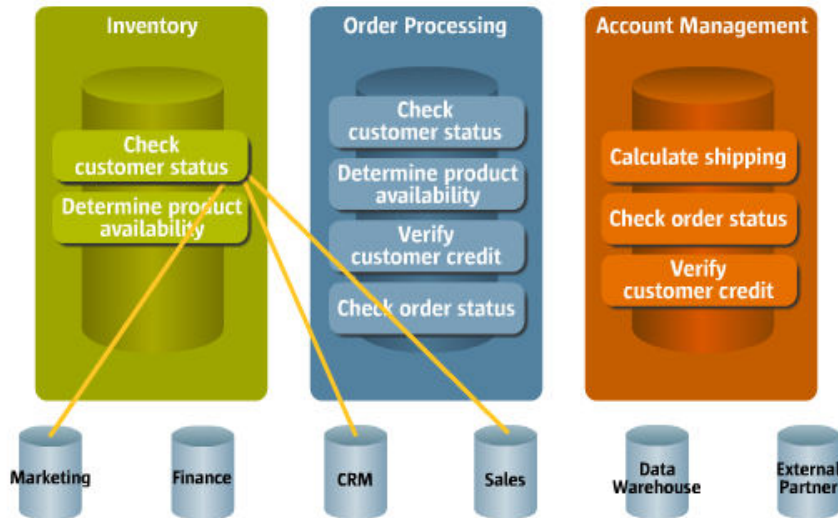 Inventory
Check
customer status
Determine product
availability
Order Processing
Check
customer status
Determine product
availability
Verify
customer credit
Check order status
Account Management
Calculate shipping
Check order status
Verify
customer credit
Marketing
Finance
CRM
Sales
Data
Warehouse
External
Partner